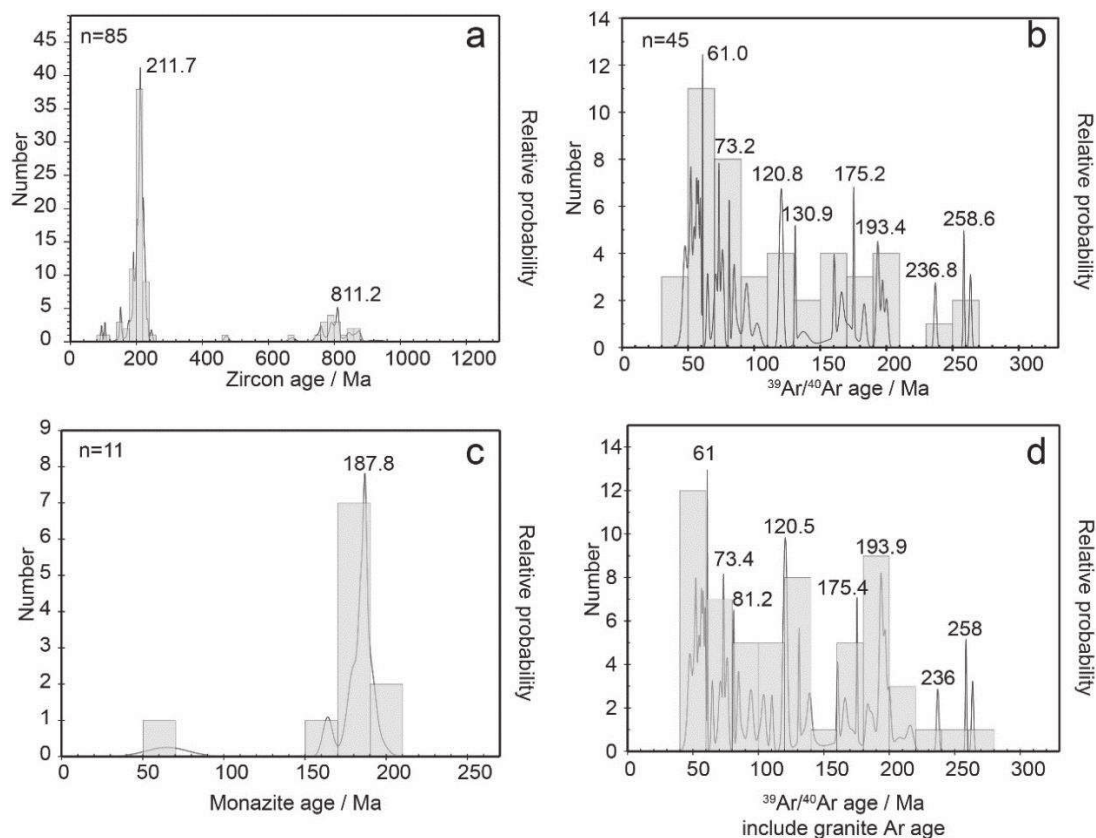 n=85
a
211.7
811.2
Number
Relative probability
45
40
35
30
25
20
15
10
5
0
0 200 400 600 800 1000 1200
Zircon age / Ma
n=45
b
61.0
73.2
120.8
130.9
175.2
193.4
236.8
258.6
Number
Relative probability
14
12
10
8
6
4
2
0
0 50 100 150 200 250 300
³⁹Ar/⁴⁰Ar age / Ma
n=11
c
187.8
Number
Relative probability
9
8
7
6
5
4
3
2
1
0
0 50 100 150 200 250
Monazite age / Ma
d
61
73.4
81.2
120.5
175.4
193.9
236
258
Number
Relative probability
14
12
10
8
6
4
2
0
0 50 100 150 200 250 300
³⁹Ar/⁴⁰Ar age / Ma
include granite Ar age